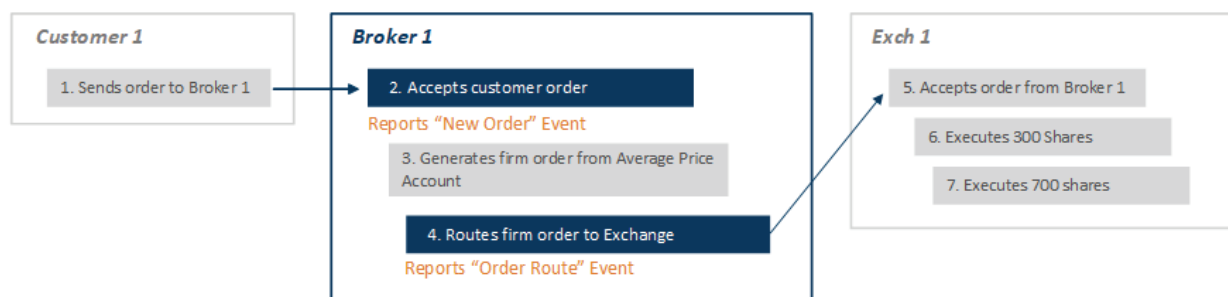 Customer 1
1. Sends order to Broker 1
Broker 1
2. Accepts customer order
Reports “New Order” Event
3. Generates firm order from Average Price
Account
4. Routes firm order to Exchange
Reports “Order Route” Event
Exch 1
5. Accepts order from Broker 1
6. Executes 300 Shares
7. Executes 700 shares